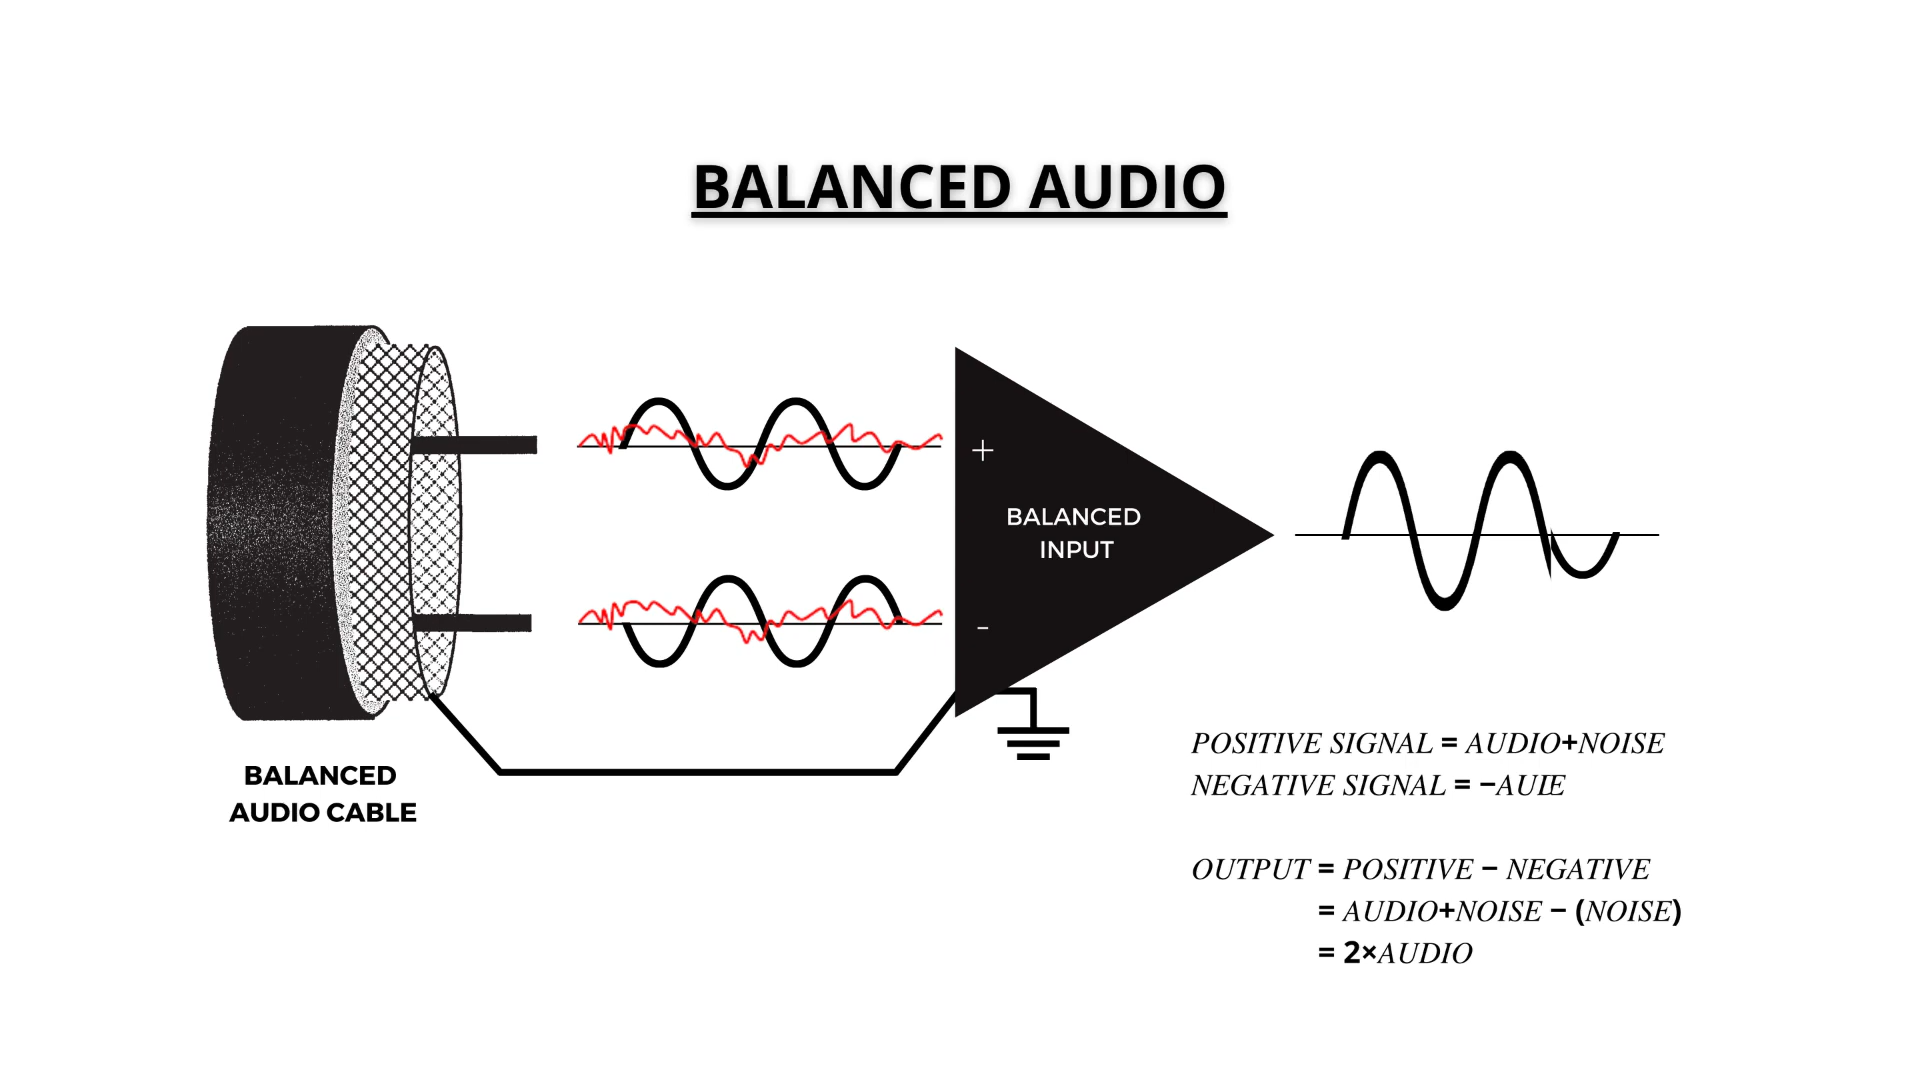 BALANCED AUDIO
+
BALANCED
INPUT
-
BALANCED
AUDIO CABLE
POSITIVE SIGNAL = AUDIO+NOISE
NEGATIVE SIGNAL = −
OUTPUT = POSITIVE − NEGATIVE
= AUDIO+NOISE − (NOISE)
= 2×AUDIO